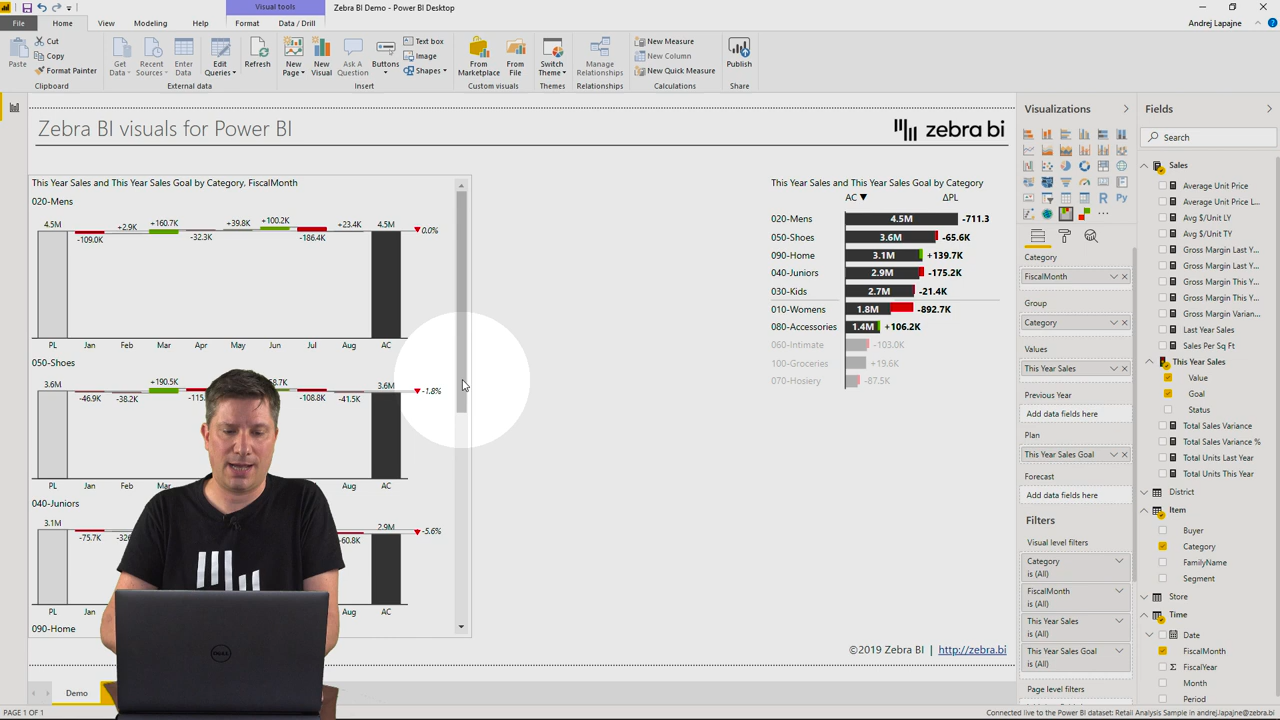 Visual tools
Zebra BI Demo - Power BI Desktop
Andrej Lapajne
File
Home
View
Modeling
Help
Format
Data / Drill
Paste
Cut
Copy
Format Painter
Clipboard
Get Data
Recent Sources
Enter Data
Edit Queries
Refresh
External data
New Page
New Visual
Ask A Question
Buttons
Text box
Image
Shapes
Insert
From Marketplace
From File
Custom visuals
Switch Theme
Themes
Manage Relationships
Relationships
New Measure
New Column
New Quick Measure
Calculations
Publish
Share
Zebra BI visuals for Power BI
zebra bi
This Year Sales and This Year Sales Goal by Category, FiscalMonth
020-Mens
4.5M -109.0K +2.9K +160.7K -32.3K +39.8K +100.2K -186.4K +23.4K 4.5M 0.0%
PL Jan Feb Mar Apr May Jun Jul Aug AC
050-Shoes
3.6M -46.9K -38.2K +190.5K -108.8K -41.5K 3.6M -1.8%
PL Jan Feb Aug AC
040-Juniors
3.1M -75.7K 2.9M -5.6%
PL Jan Aug AC
090-Home
This Year Sales and This Year Sales Goal by Category
AC ΔPL
020-Mens 4.5M -711.3
050-Shoes 3.6M -65.6K
090-Home 3.1M +139.7K
040-Juniors 2.9M -175.2K
030-Kids 2.7M -21.4K
010-Womens 1.8M -892.7K
080-Accessories 1.4M +106.2K
060-Intimate -103.0K
100-Groceries +19.6K
070-Hosiery -87.5K
DELL
©2019 Zebra BI | http://zebra.bi
Demo
PAGE 1 OF 1
Connected live to the Power BI dataset: Retail Analysis Sample in andrej.lapajne@zebra.bi
Visualizations
Category
FiscalMonth
Group
Category
Values
This Year Sales
Previous Year
Add data fields here
Plan
This Year Sales Goal
Forecast
Add data fields here
Filters
Visual level filters
Category
is (All)
FiscalMonth
is (All)
This Year Sales
is (All)
This Year Sales Goal
is (All)
Page level filters
Fields
Search
Sales
Average Unit Price
Average Unit Price L...
Avg $/Unit LY
Avg $/Unit TY
Gross Margin Last Y...
Gross Margin Last Y...
Gross Margin This Y...
Gross Margin This Y...
Gross Margin Varian...
Last Year Sales
Sales Per Sq Ft
This Year Sales
Value
Goal
Status
Total Sales Variance
Total Sales Variance %
Total Units Last Year
Total Units This Year
District
Item
Buyer
Category
FamilyName
Segment
Store
Time
Date
FiscalMonth
FiscalYear
Month
Period